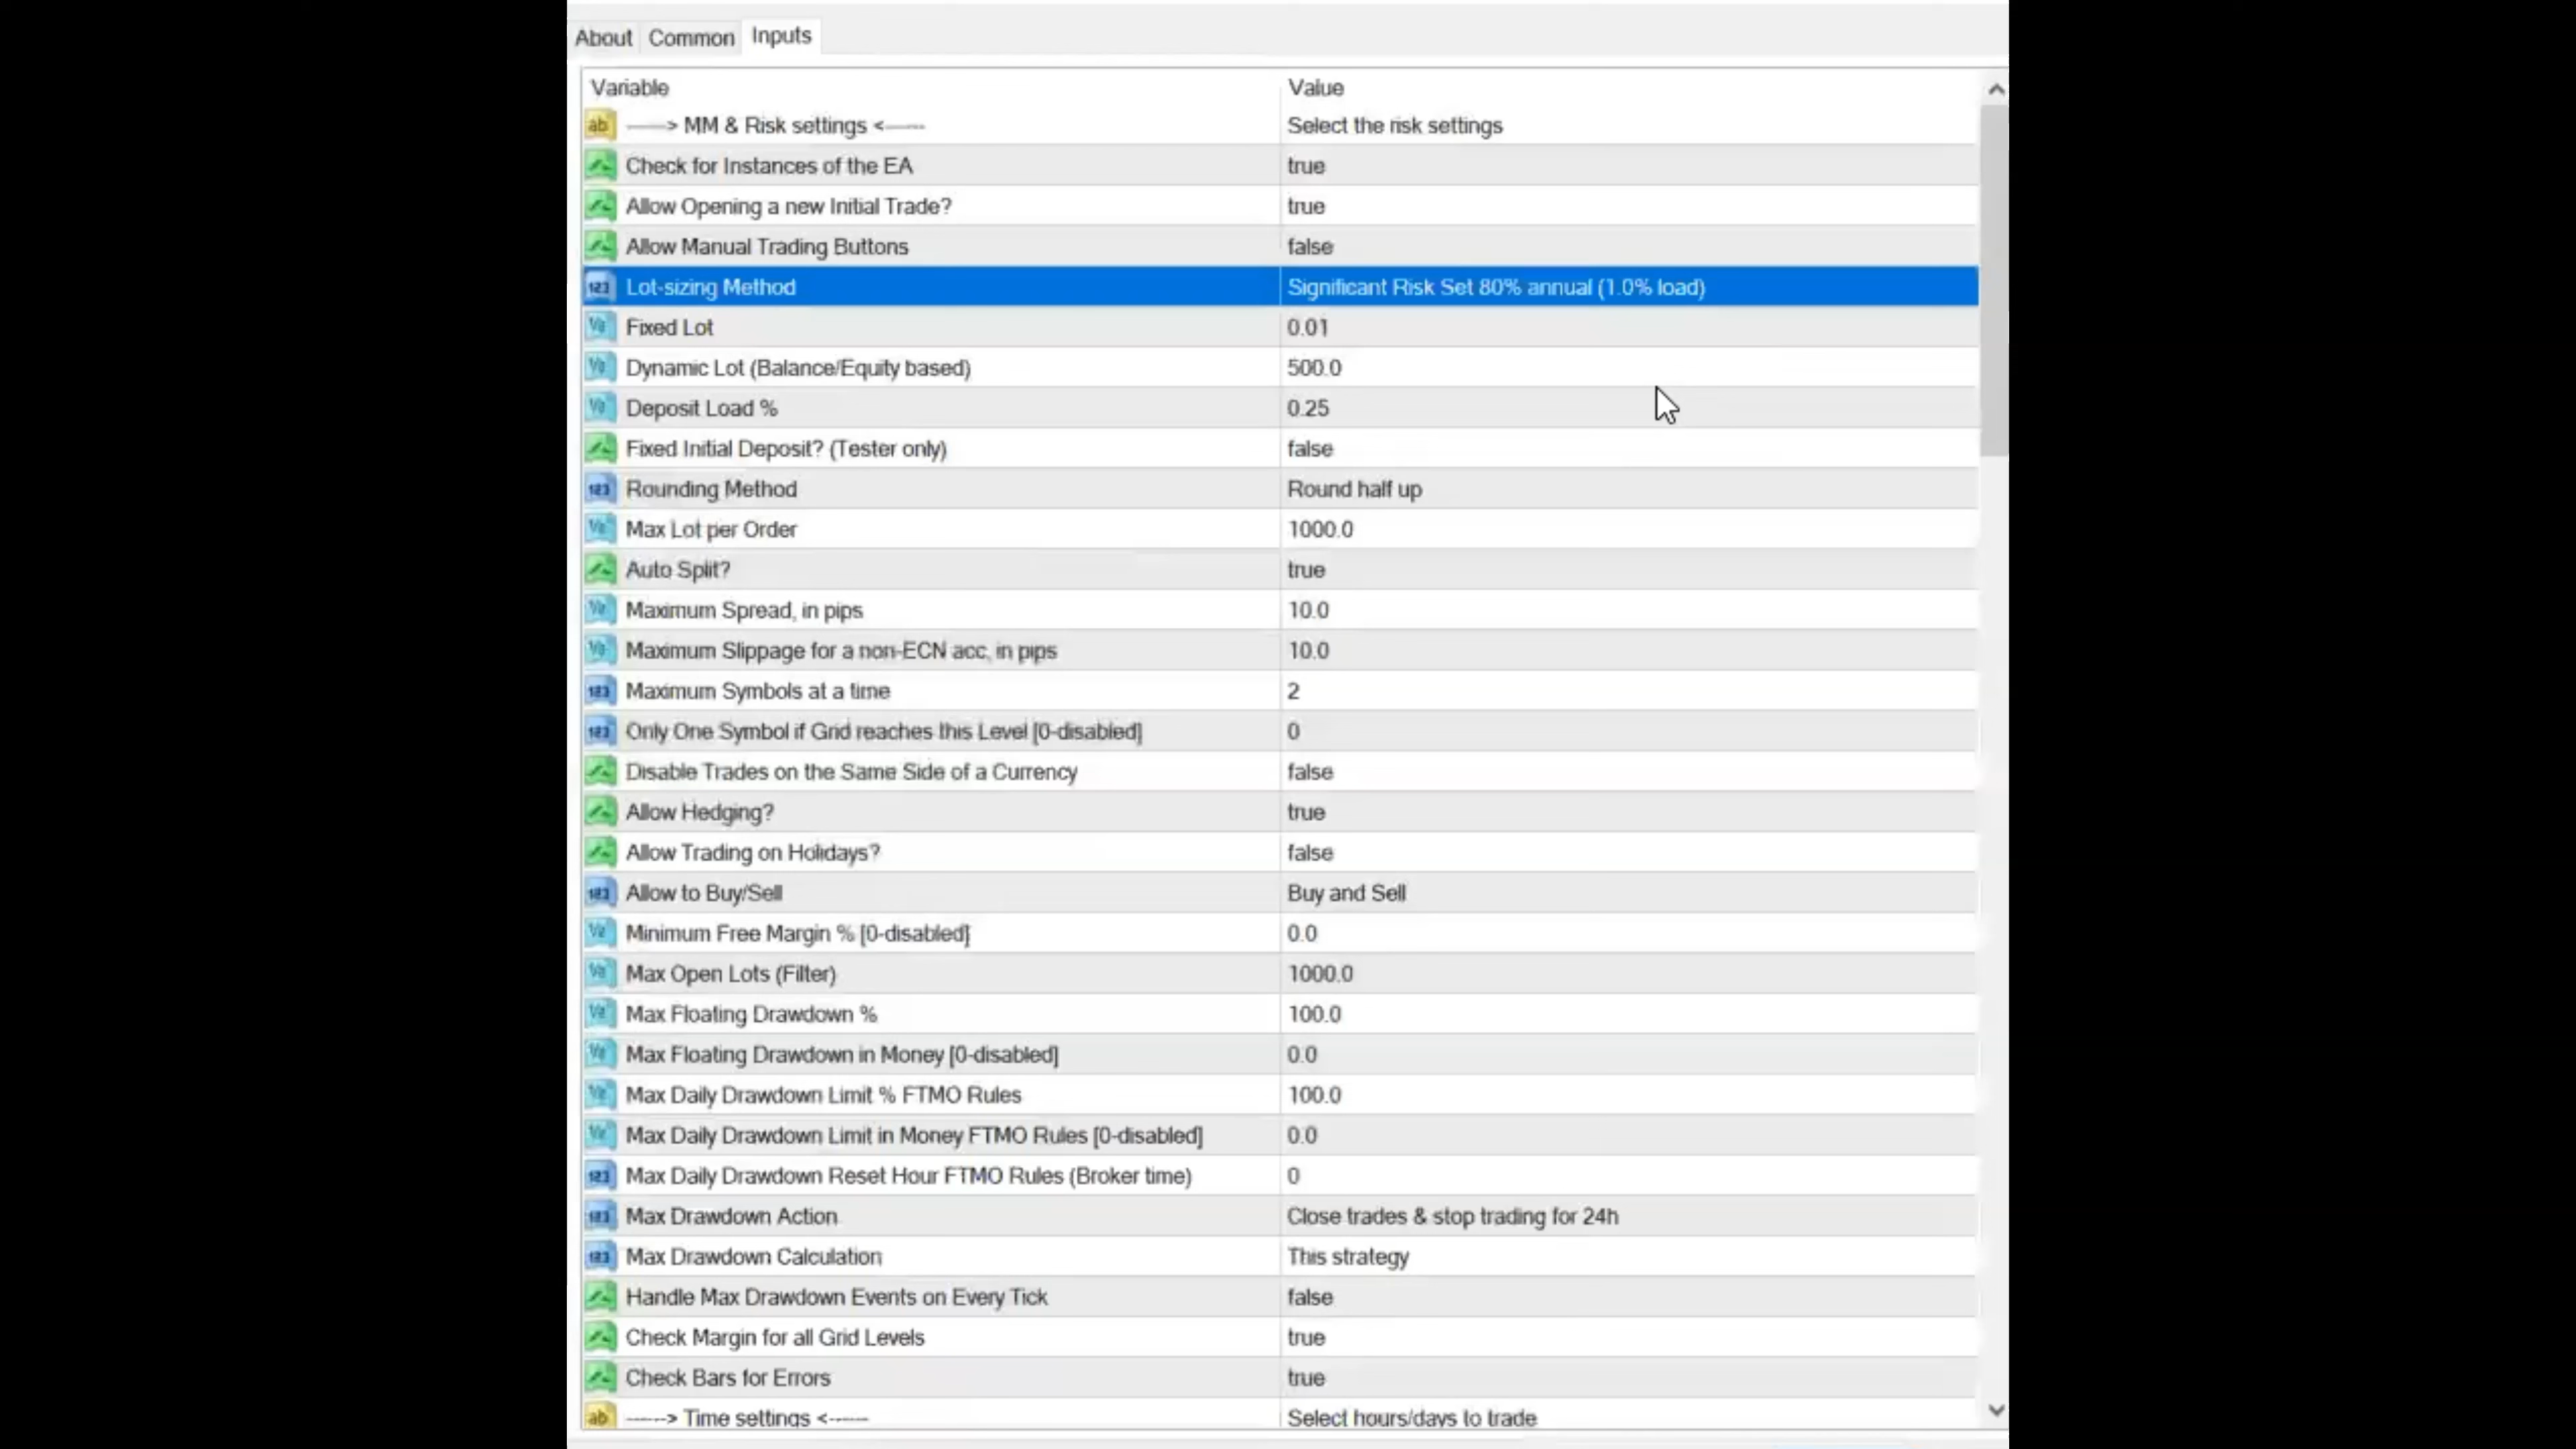 About Common Inputs
Variable Value
------> MM & Risk settings <------ Select the risk settings
Check for Instances of the EA true
Allow Opening a new Initial Trade? true
Allow Manual Trading Buttons false
Lot-sizing Method Significant Risk Set 80% annual (1.0% load)
Fixed Lot 0.01
Dynamic Lot (Balance/Equity based) 500.0
Deposit Load % 0.25
Fixed Initial Deposit? (Tester only) false
Rounding Method Round half up
Max Lot per Order 1000.0
Auto Split? true
Maximum Spread, in pips 10.0
Maximum Slippage for a non-ECN acc, in pips 10.0
Maximum Symbols at a time 2
Only One Symbol if Grid reaches this Level [0-disabled] 0
Disable Trades on the Same Side of a Currency false
Allow Hedging? true
Allow Trading on Holidays? false
Allow to Buy/Sell Buy and Sell
Minimum Free Margin % [0-disabled] 0.0
Max Open Lots (Filter) 1000.0
Max Floating Drawdown % 100.0
Max Floating Drawdown in Money [0-disabled] 0.0
Max Daily Drawdown Limit % FTMO Rules 100.0
Max Daily Drawdown Limit in Money FTMO Rules [0-disabled] 0.0
Max Daily Drawdown Reset Hour FTMO Rules (Broker time) 0
Max Drawdown Action Close trades & stop trading for 24h
Max Drawdown Calculation This strategy
Handle Max Drawdown Events on Every Tick false
Check Margin for all Grid Levels true
Check Bars for Errors true
------> Time settings <------ Select hours/days to trade